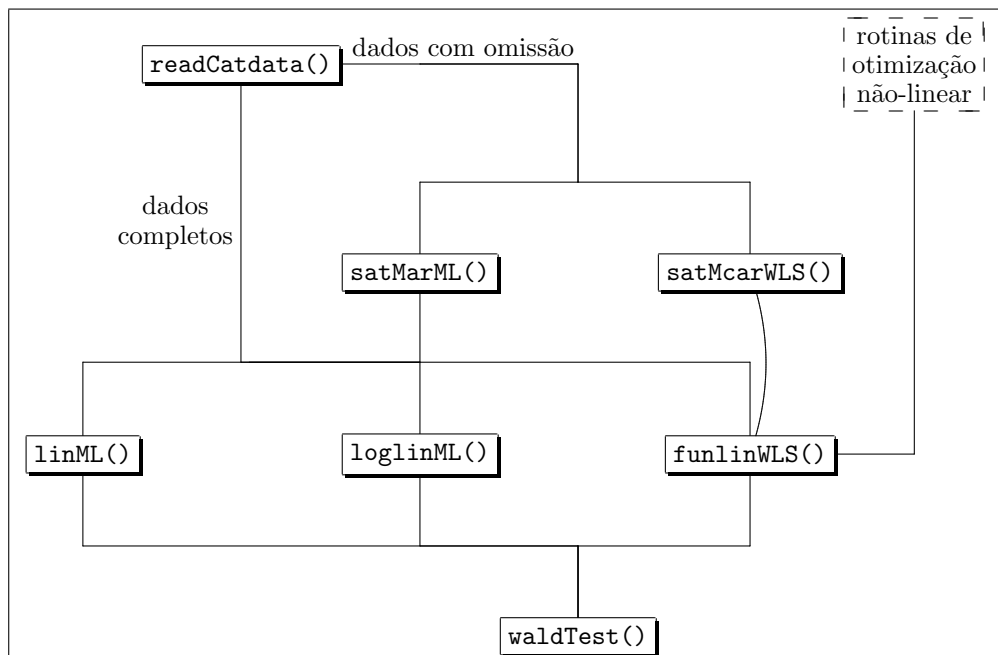 rotinas de
otimização
não-linear
dados com omissão
readCatdata()
dados
completos
satMarML()
satMcarWLS()
linML()
loglinML()
funlinWLS()
waldTest()